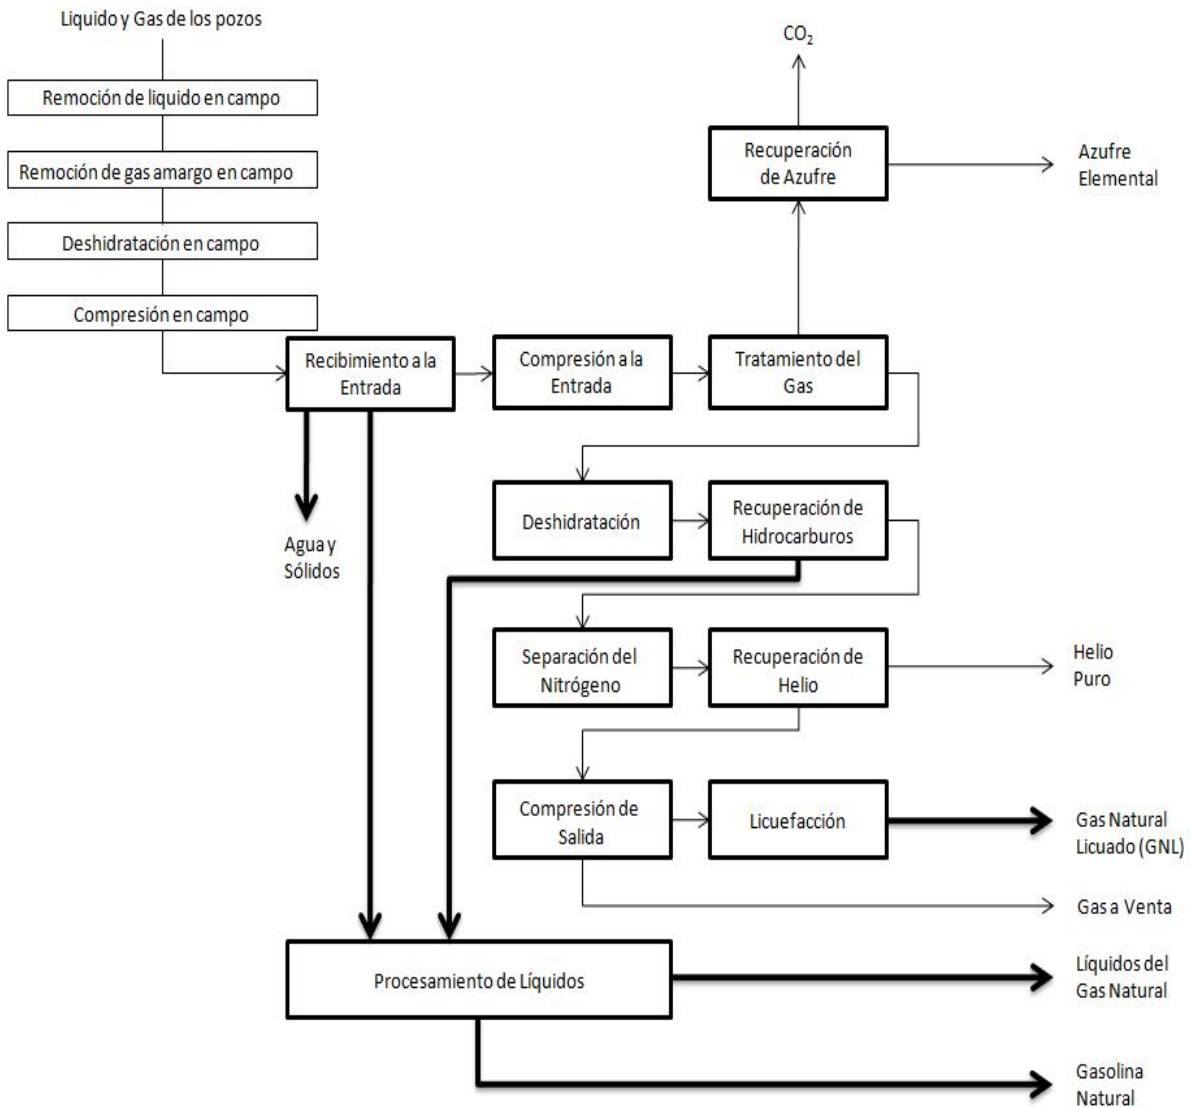 Liquido y Gas de los pozos
CO2
Remoción de liquido en campo
Remoción de gas amargo en campo
Deshidratación en campo
Compresión en campo
Recuperación
de Azufre
Azufre
Elemental
Recibimiento a la
Entrada
Compresión a la
Entrada
Tratamiento del
Gas
Agua y
Sólidos
Deshidratación
Recuperación de
Hidrocarburos
Separación del
Nitrógeno
Recuperación de
Helio
Helio
Puro
Compresión de
Salida
Licuefacción
Gas Natural
Licuado (GNL)
Gas a Venta
Procesamiento de Líquidos
Líquidos del
Gas Natural
Gasolina
Natural